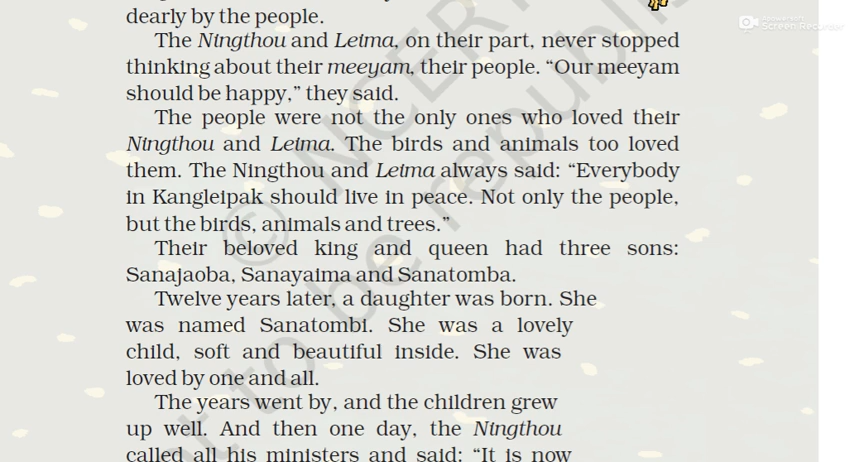 dearly by the people.
The Ningthou and Leima, on their part, never stopped
thinking about their meeyam, their people. “Our meeyam
should be happy,” they said.
The people were not the only ones who loved their
Ningthou and Leima. The birds and animals too loved
them. The Ningthou and Leima always said: “Everybody
in Kangleipak should live in peace. Not only the people,
but the birds, animals and trees.”
Their beloved king and queen had three sons:
Sanajaoba, Sanayaima and Sanatomba.
Twelve years later, a daughter was born. She
was named Sanatombi. She was a lovely
child, soft and beautiful inside. She was
loved by one and all.
The years went by, and the children grew
up well. And then one day, the Ningthou
called all his ministers and said: “It is now
© NCERT
to be republis
Screen Recorder